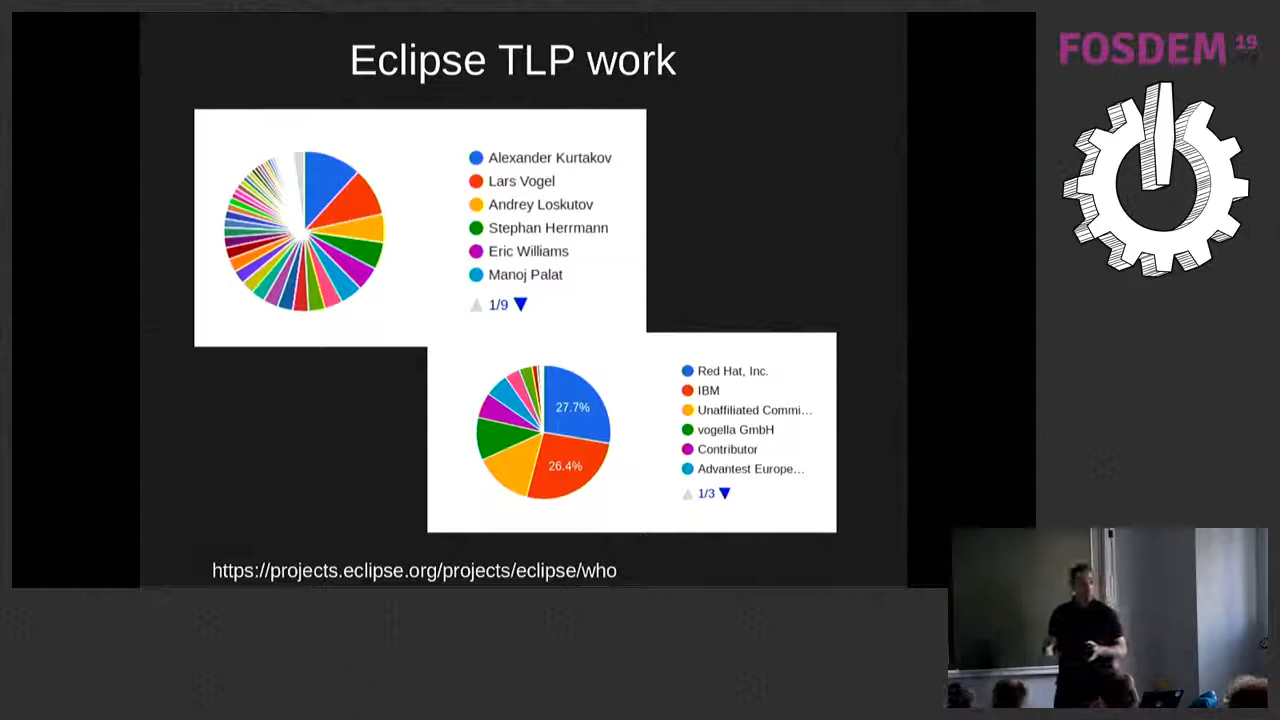 Eclipse TLP work
FOSDEM 19
Alexander Kurtakov
Lars Vogel
Andrey Loskutov
Stephan Herrmann
Eric Williams
Manoj Palat
1/9
27.7%
26.4%
Red Hat, Inc.
IBM
Unaffiliated Commi...
vogella GmbH
Contributor
Advantest Europe...
1/3
https://projects.eclipse.org/projects/eclipse/who